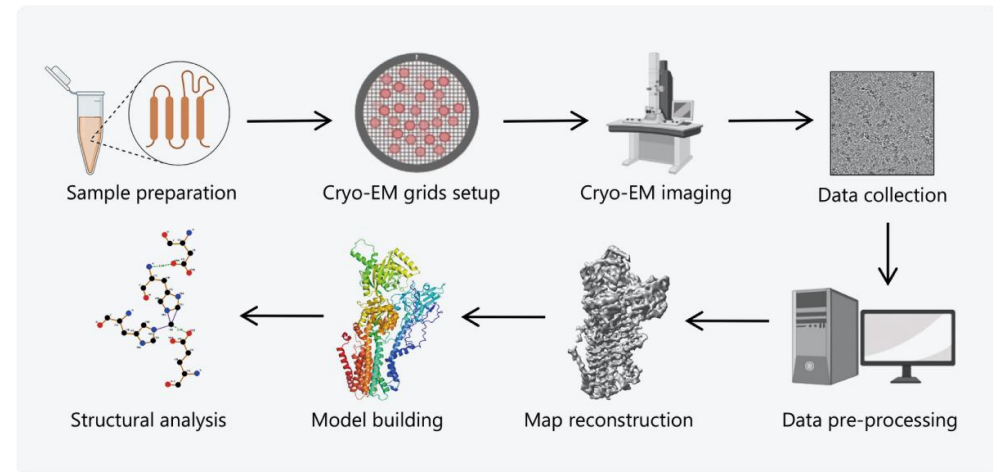 Sample preparation
Cryo-EM grids setup
Cryo-EM imaging
Data collection
Structural analysis
Model building
Map reconstruction
Data pre-processing